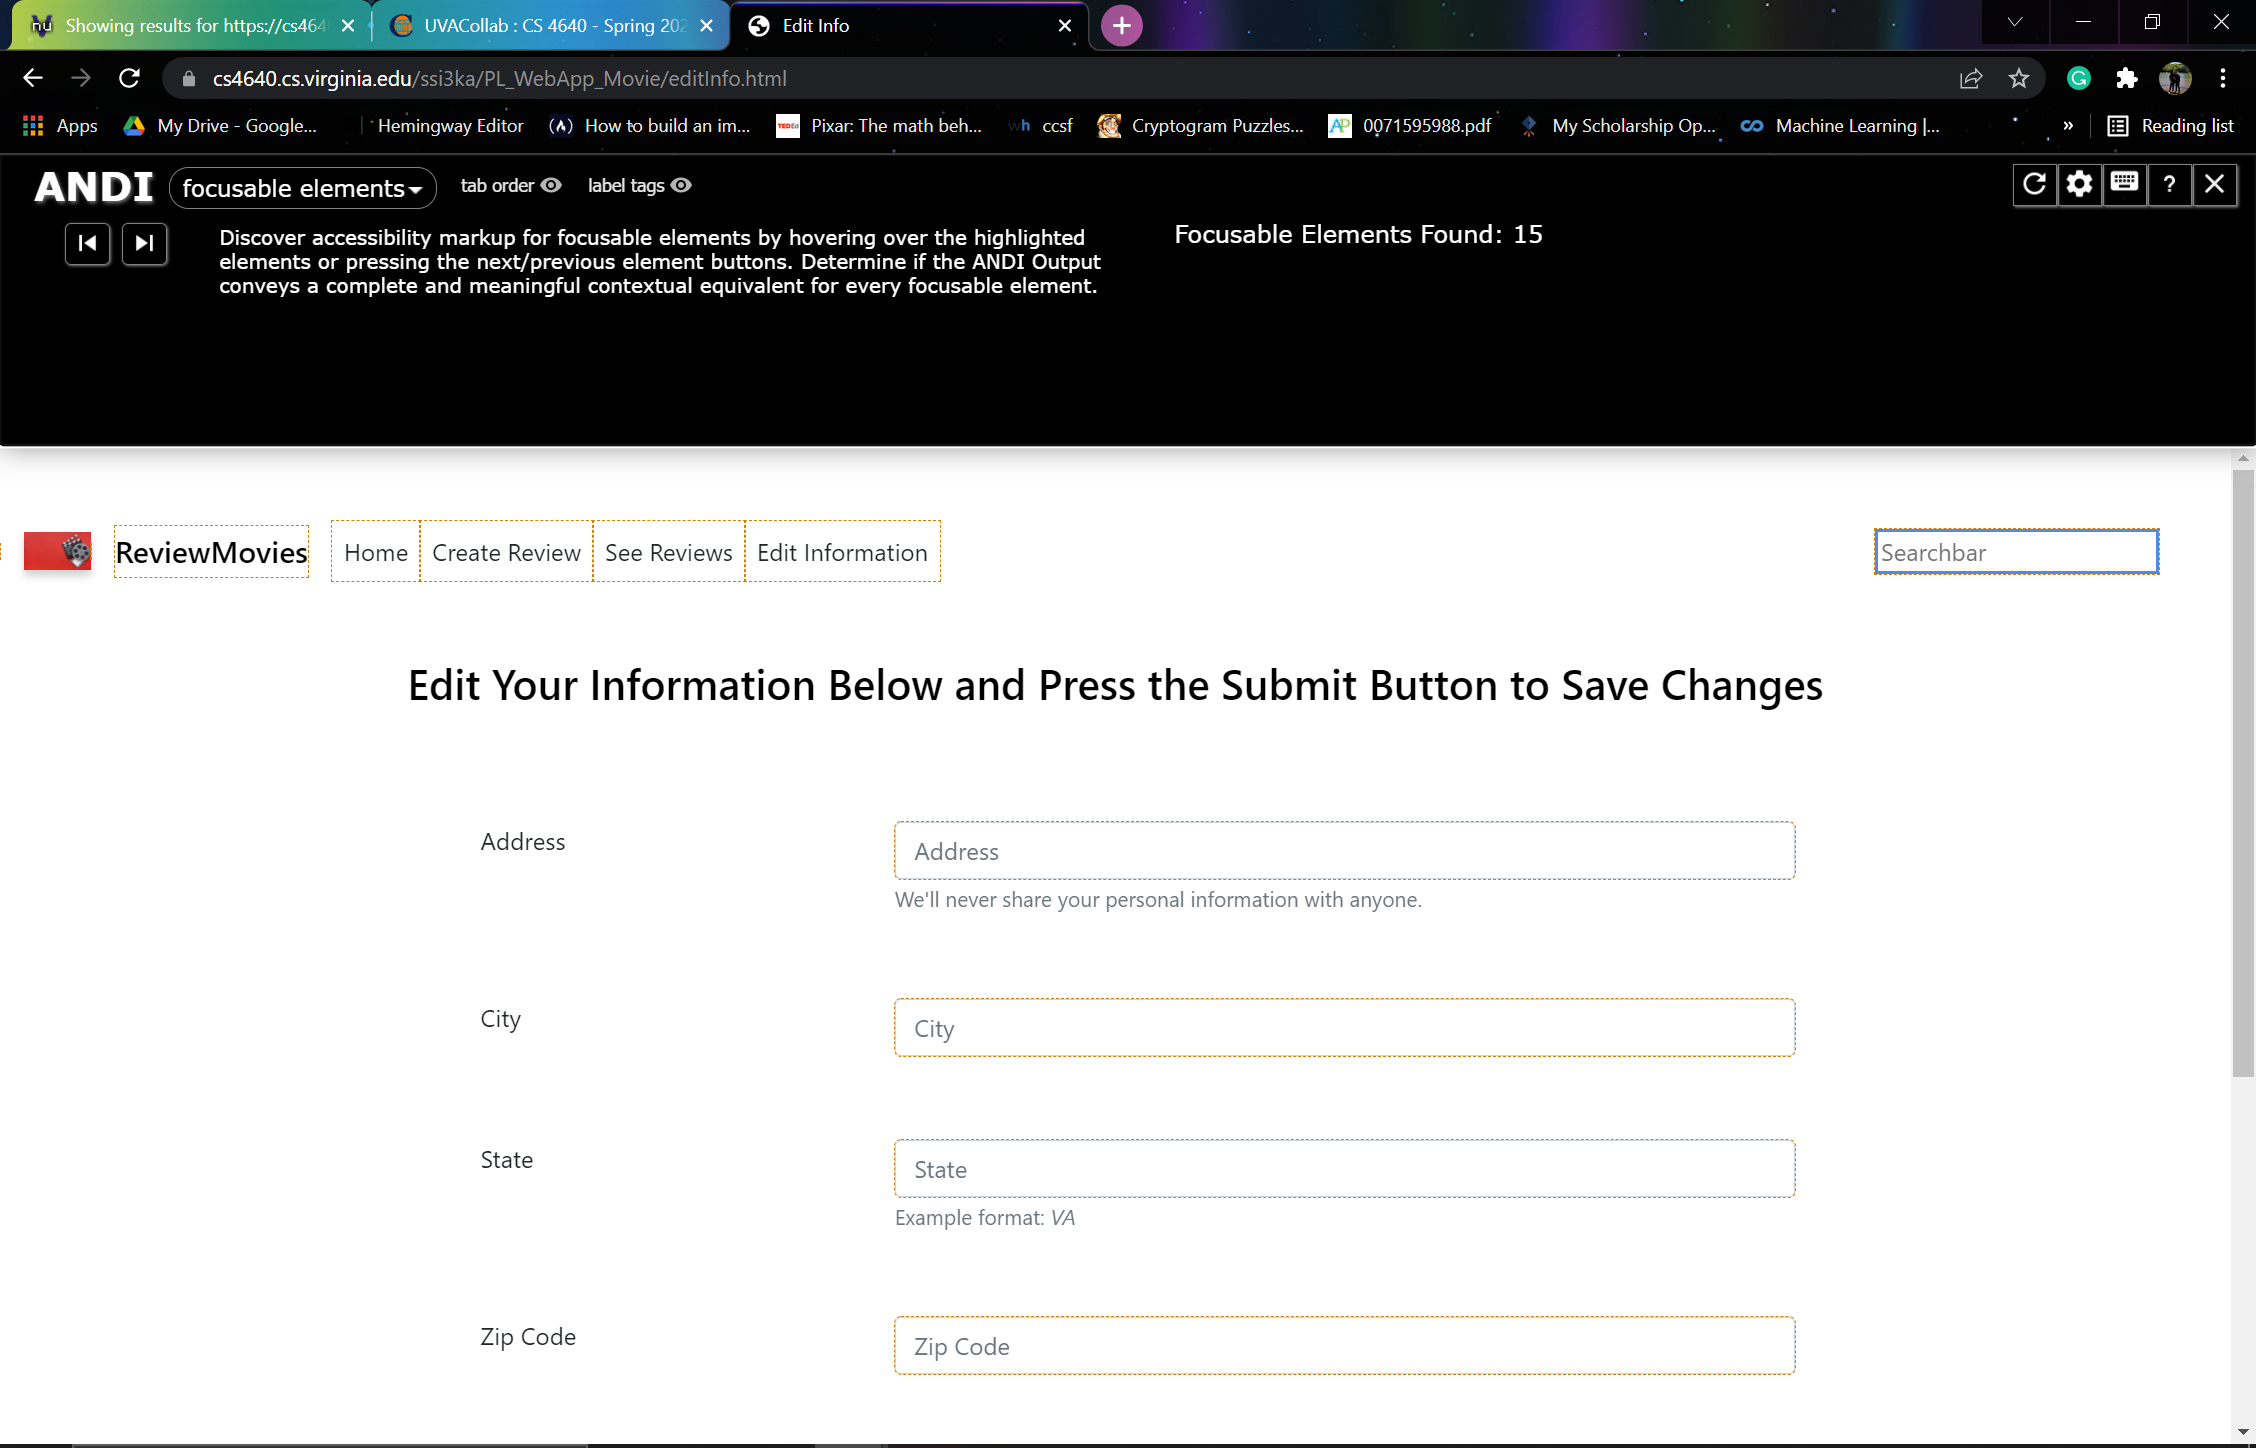 nu Showing results for https://cs464
UVACollab : CS 4640 - Spring 202
Edit Info
cs4640.cs.virginia.edu/ssi3ka/PL_WebApp_Movie/editInfo.html
Apps
My Drive - Google...
Hemingway Editor
(A) How to build an im...
TED-Ed Pixar: The math beh...
wh ccsf
Cryptogram Puzzles...
AP 0071595988.pdf
My Scholarship Op...
Machine Learning |...
»
Reading list
ANDI focusable elements tab order label tags ?
Discover accessibility markup for focusable elements by hovering over the highlighted
elements or pressing the next/previous element buttons. Determine if the ANDI Output
conveys a complete and meaningful contextual equivalent for every focusable element.
Focusable Elements Found: 15
ReviewMovies Home Create Review See Reviews Edit Information Searchbar
Edit Your Information Below and Press the Submit Button to Save Changes
Address Address
We'll never share your personal information with anyone.
City City
State State
Example format: VA
Zip Code Zip Code